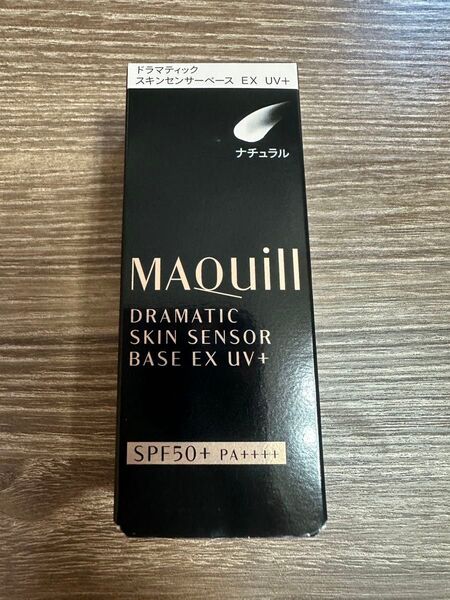 ドラマティック
スキンセンサーベース EX UV+
ナチュラル
MAQuill
DRAMATIC
SKIN SENSOR
BASE EX UV+
SPF50+ PA++++